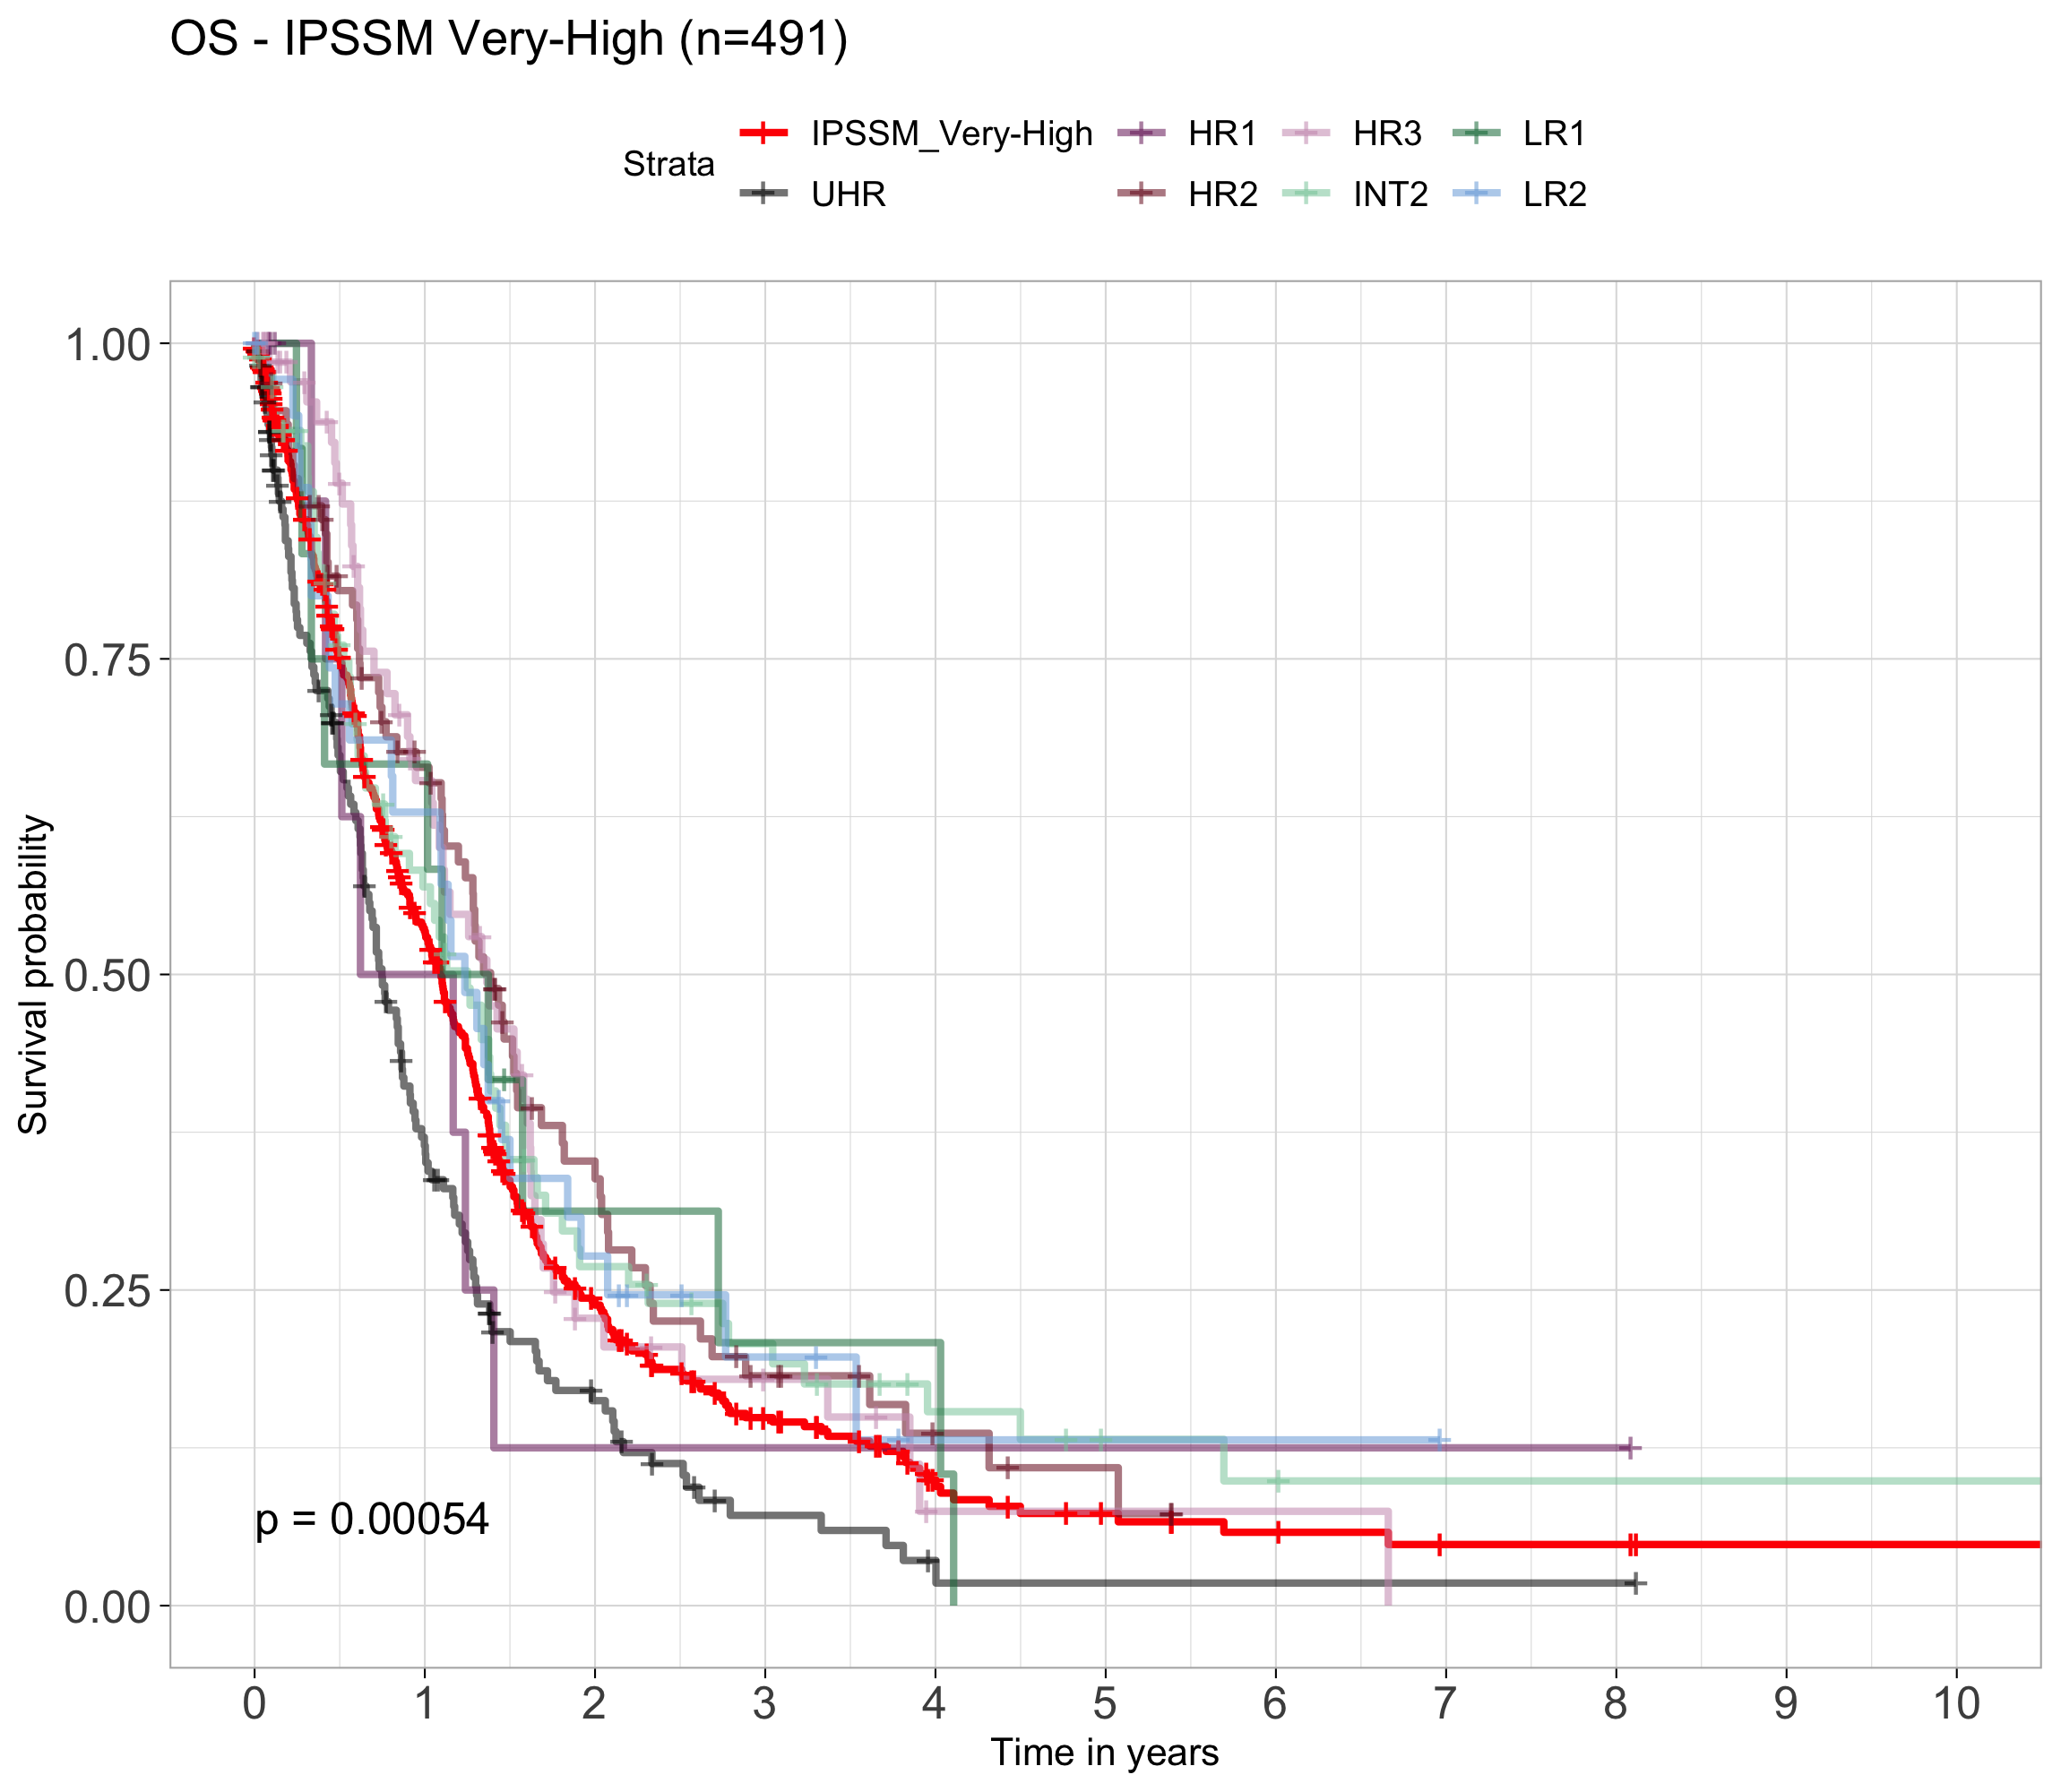 OS - IPSSM Very-High (n=491)
Strata
IPSSM_Very-High HR1 HR3 LR1
UHR HR2 INT2 LR2
Survival probability
1.00
0.75
0.50
0.25
0.00
p = 0.00054
0 1 2 3 4 5 6 7 8 9 10
Time in years